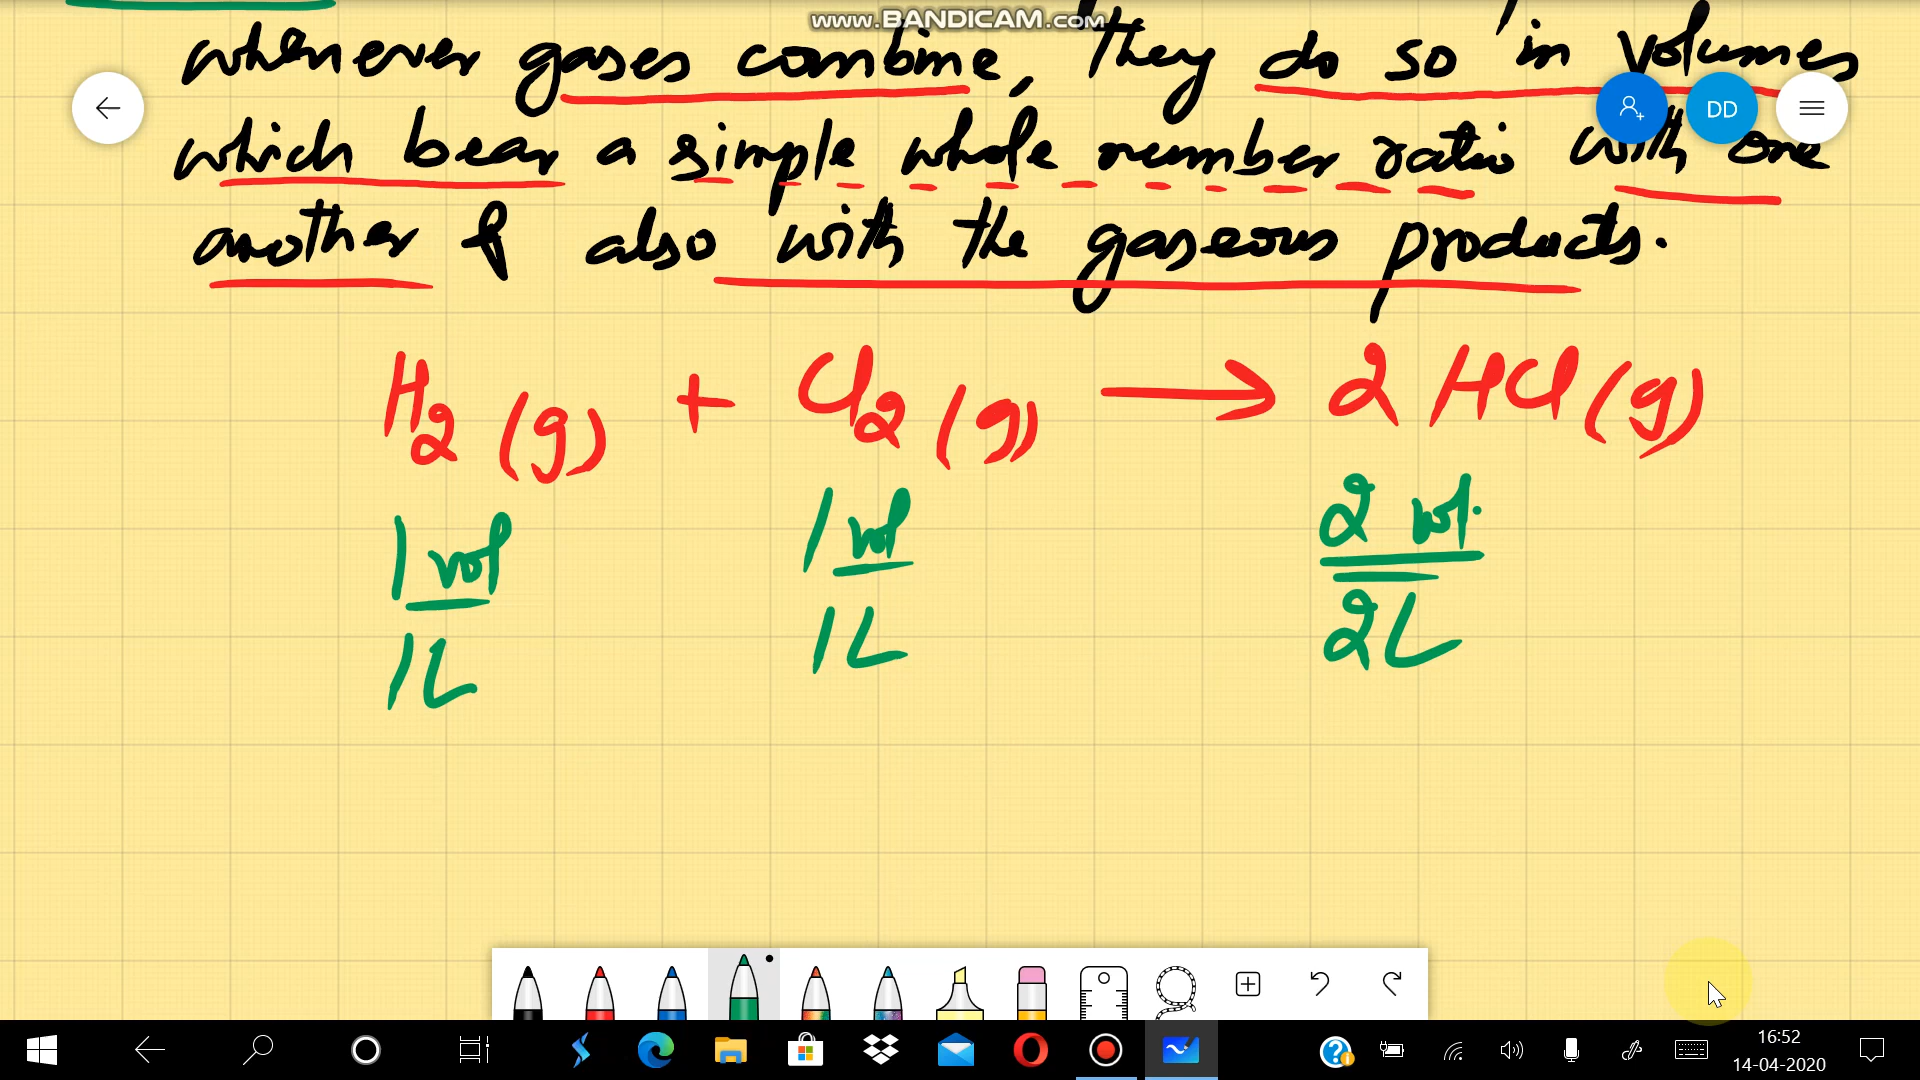 www.BANDICAM.com
whenever gases combine, they do so in volumes
which bear a simple whole number ratio with one
another & also with the gaseous products.
H2 (g) + Cl2 (g) → 2 HCl (g)
1 vol 1 vol 2 vol.
1L 1L 2L
DD
16:52
14-04-2020